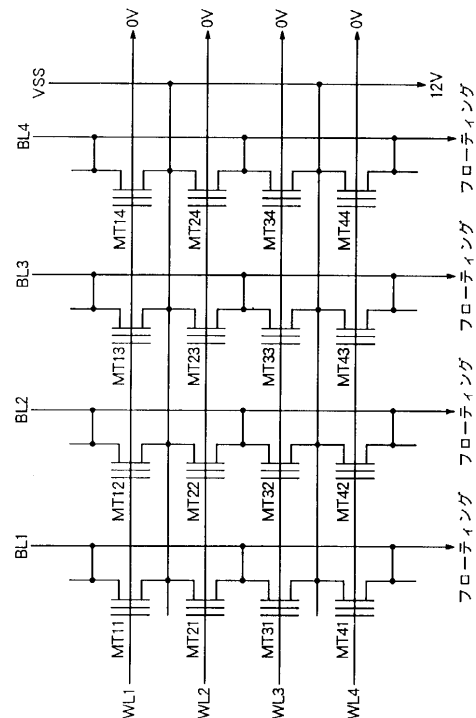 BL1
BL2
BL3
BL4
VSS
WL1
MT11
MT12
MT13
MT14
0V
WL2
MT21
MT22
MT23
MT24
0V
WL3
MT31
MT32
MT33
MT34
0V
WL4
MT41
MT42
MT43
MT44
0V
フローティング
フローティング
フローティング
フローティング
12V